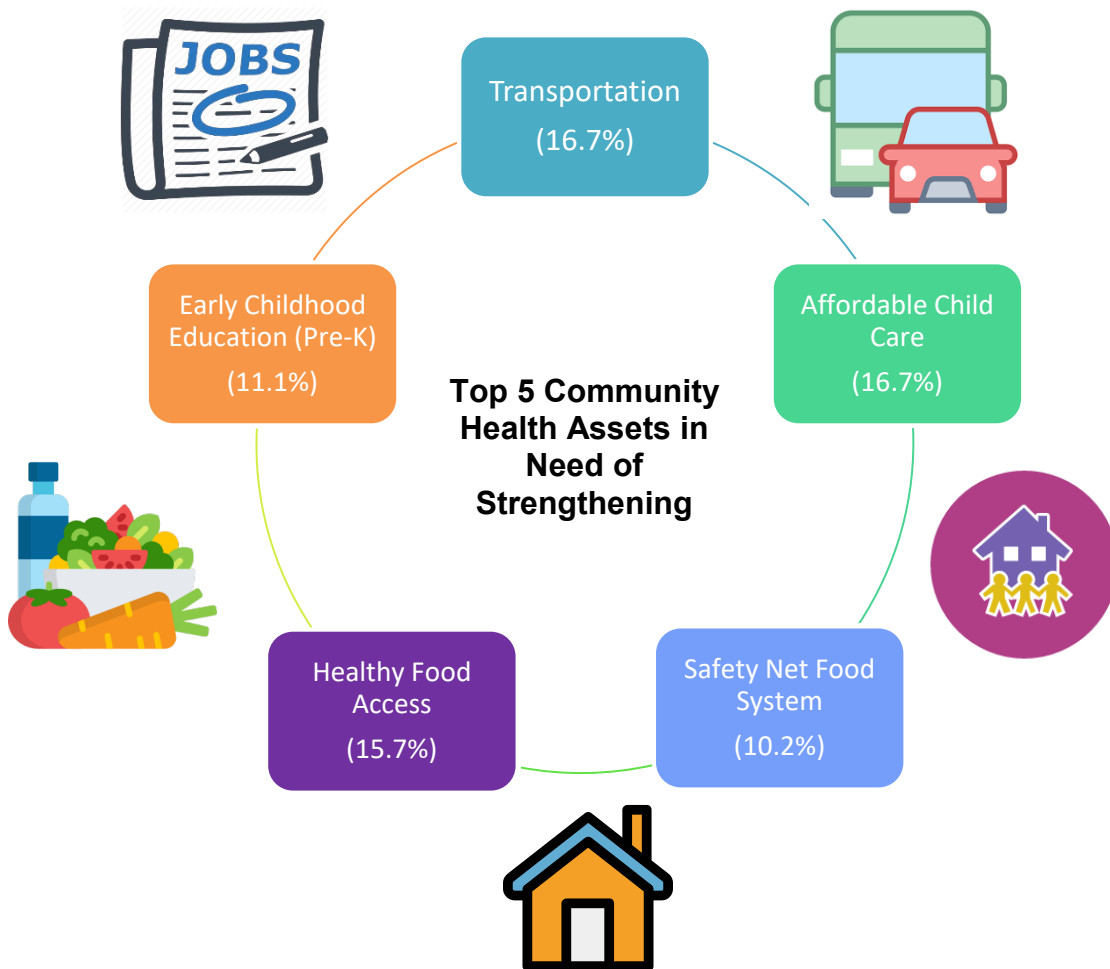 JOBS
Transportation
(16.7%)
Early Childhood
Education (Pre-K)
(11.1%)
Affordable Child
Care
(16.7%)
Top 5 Community
Health Assets in
Need of
Strengthening
Healthy Food
Access
(15.7%)
Safety Net Food
System
(10.2%)